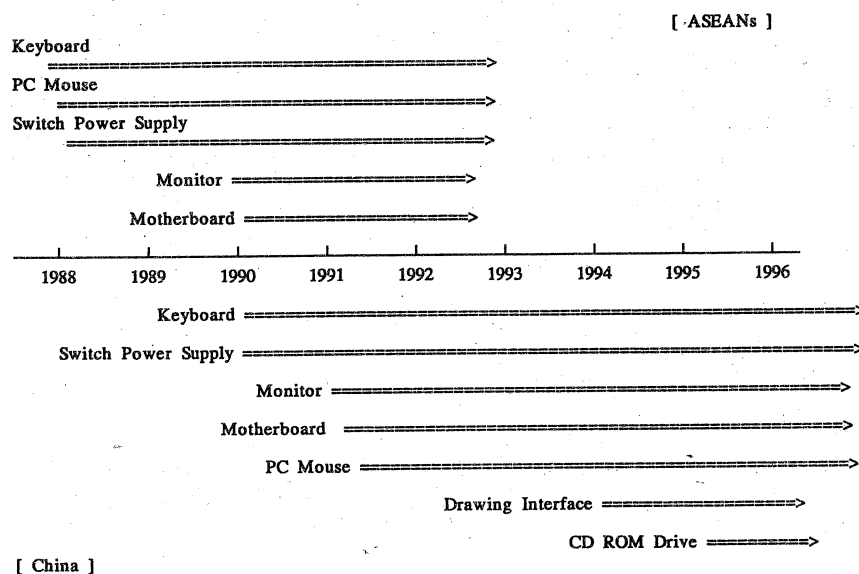 [ ASEANs ]
Keyboard
================================>
PC Mouse
================================>
Switch Power Supply
===============================>
Monitor =================>
Motherboard ================>
1988 1989 1990 1991 1992 1993 1994 1995 1996
Keyboard ==============================================>
Switch Power Supply ==============================================>
Monitor =======================================>
Motherboard ======================================>
PC Mouse =====================================>
Drawing Interface ===============>
CD ROM Drive ========>
[ China ]